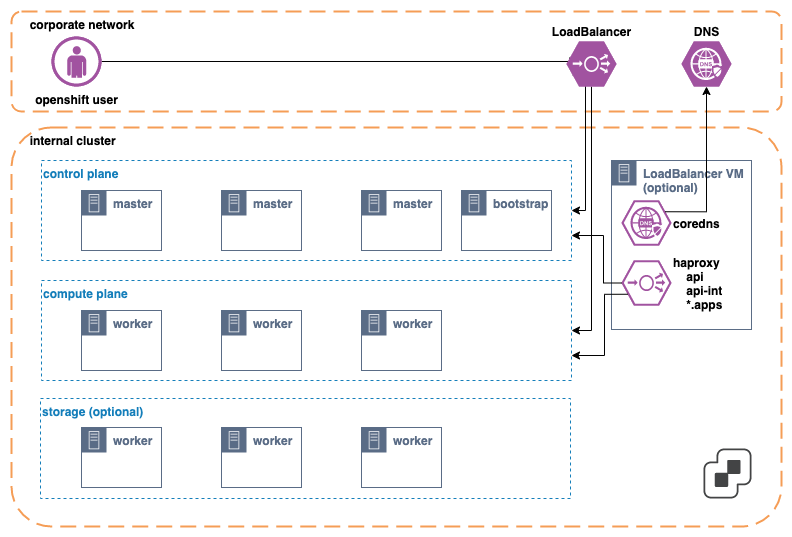 corporate network
LoadBalancer
DNS
DNS
openshift user
internal cluster
control plane
master
master
master
bootstrap
LoadBalancer VM
(optional)
DNS
coredns
haproxy
api
api-int
*.apps
compute plane
worker
worker
worker
storage (optional)
worker
worker
worker